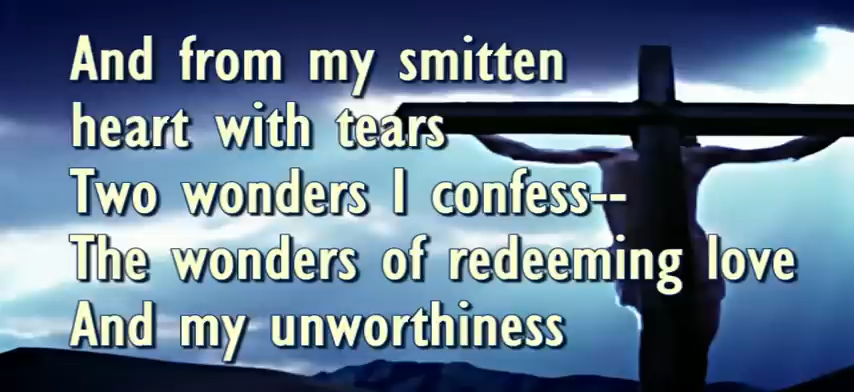 And from my smitten
heart with tears
Two wonders I confess--
The wonders of redeeming love
And my unworthiness